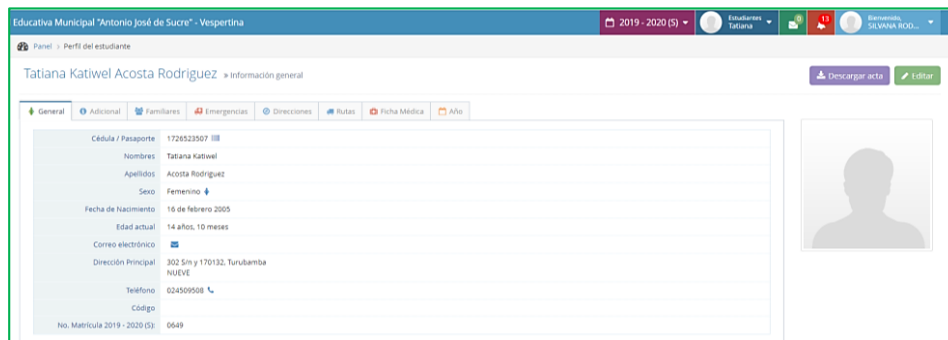 Educativa Municipal "Antonio José de Sucre" - Vespertina
2019 - 2020 (S)
Estudiantes
Tatiana
0
13
Bienvenido,
SILVANA ROD...
Panel > Perfil del estudiante
Tatiana Katiwel Acosta Rodriguez » Información general
Descargar acta
Editar
General Adicional Familiares Emergencias Direcciones Rutas Ficha Médica Año
Cédula / Pasaporte 1726523507
Nombres Tatiana Katiwel
Apellidos Acosta Rodriguez
Sexo Femenino
Fecha de Nacimiento 16 de febrero 2005
Edad actual 14 años, 10 meses
Correo electrónico
Dirección Principal 302 S/n y 170132, Turubamba
NUEVE
Teléfono 024509508
Código
No. Matrícula 2019 - 2020 (S): 0649